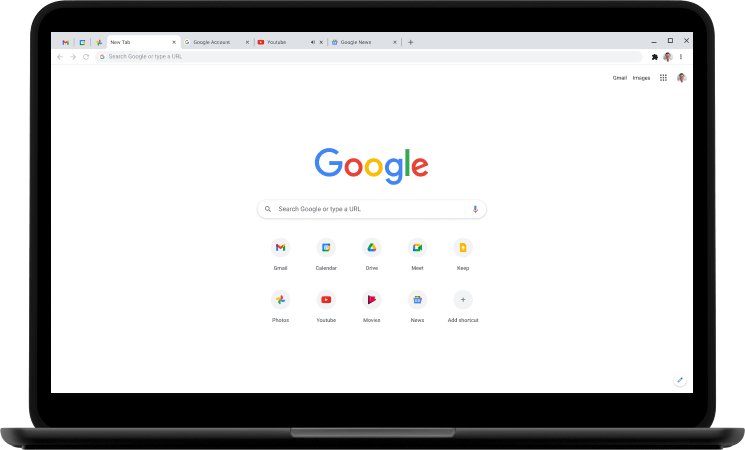 New Tab Google Account Youtube Google News
Search Google or type a URL
Gmail Images
Google
Search Google or type a URL
Gmail Calendar Drive Meet Keep
Photos Youtube Movies News Add shortcut